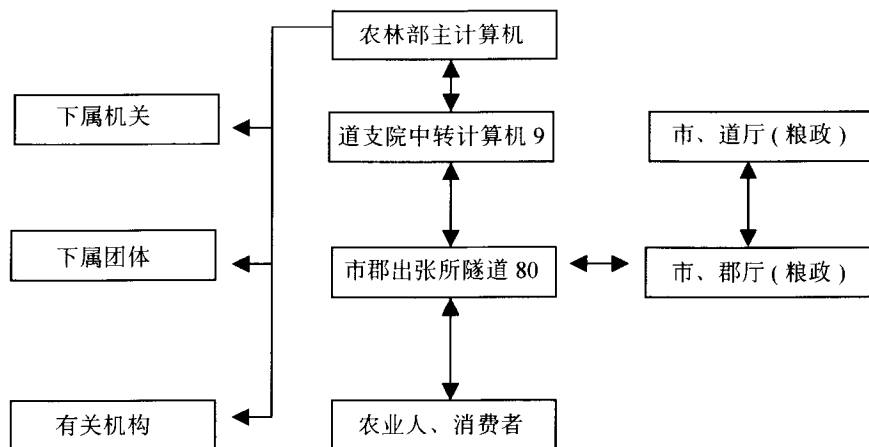 农林部主计算机
下属机关
道支院中转计算机 9
市、道厅 ( 粮政 )
下属团体
市郡出张所隧道 80
市、郡厅 ( 粮政 )
有关机构
农业人、消费者